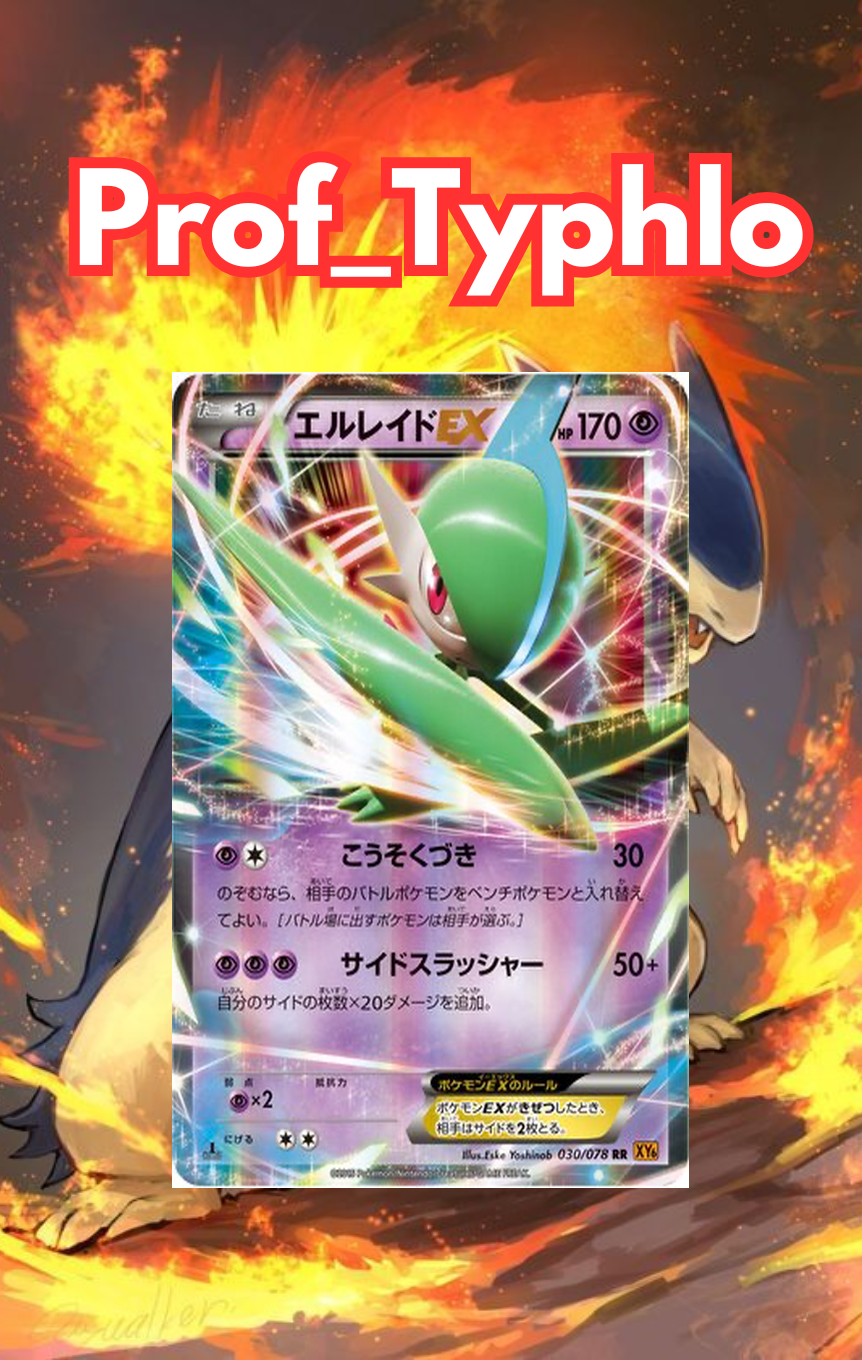 Prof_Typhlo
たね エルレイドEX HP 170
こうそくづき 30
のぞむなら、相手のバトルポケモンをベンチポケモンと入れ替え
てよい。[バトル場に出すポケモンは相手が選ぶ。]
サイドスラッシャー 50+
自分のサイドの枚数×20ダメージを追加。
弱点 抵抗力
×2
にげる
ポケモンEXのルール
ポケモンEXがきぜつしたとき、
相手はサイドを2枚とる。
Illus.Eske Yoshinob 030/078 RR XY6